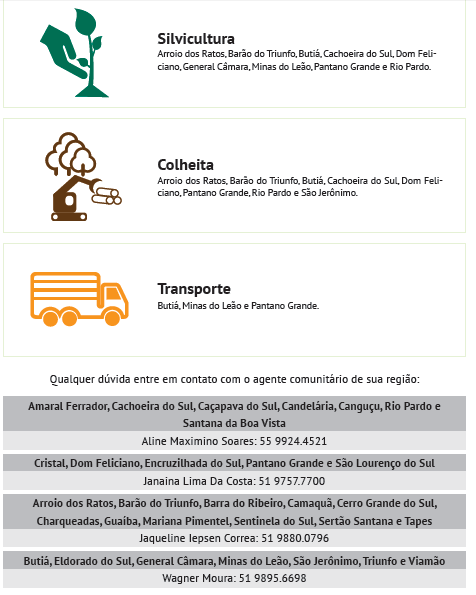 Silvicultura
Arroio dos Ratos, Barão do Triunfo, Butiá, Cachoeira do Sul, Dom Feli-
ciano, General Câmara, Minas do Leão, Pantano Grande e Rio Pardo.
Colheita
Arroio dos Ratos, Barão do Triunfo, Butiá, Cachoeira do Sul, Dom Feli-
ciano, Pantano Grande, Rio Pardo e São Jerônimo.
Transporte
Butiá, Minas do Leão e Pantano Grande.
Qualquer dúvida entre em contato com o agente comunitário de sua região:
Amaral Ferrador, Cachoeira do Sul, Caçapava do Sul, Candelária, Canguçu, Rio Pardo e
Santana da Boa Vista
Aline Maximino Soares: 55 9924.4521
Cristal, Dom Feliciano, Encruzilhada do Sul, Pantano Grande e São Lourenço do Sul
Janaina Lima Da Costa: 51 9757.7700
Arroio dos Ratos, Barão do Triunfo, Barra do Ribeiro, Camaquã, Cerro Grande do Sul,
Charqueadas, Guaíba, Mariana Pimentel, Sentinela do Sul, Sertão Santana e Tapes
Jaqueline Iepsen Correa: 51 9880.0796
Butiá, Eldorado do Sul, General Câmara, Minas do Leão, São Jerônimo, Triunfo e Viamão
Wagner Moura: 51 9895.6698